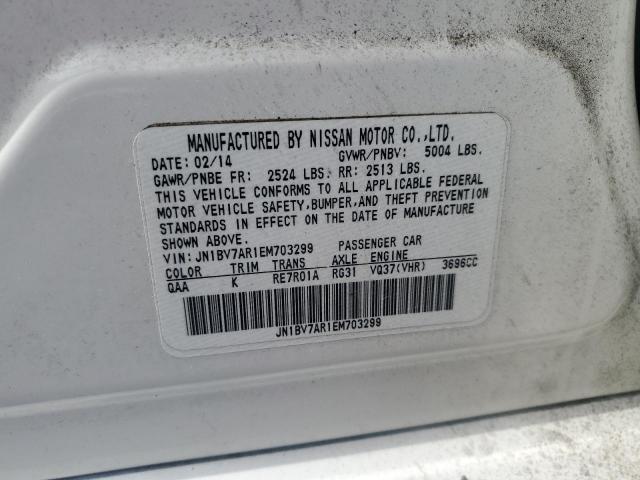 MANUFACTURED BY NISSAN MOTOR CO.,LTD.
DATE: 02/14 GVWR/PNBV: 5004 LBS.
GAWR/PNBE FR: 2524 LBS. RR: 2513 LBS.
THIS VEHICLE CONFORMS TO ALL APPLICABLE FEDERAL
MOTOR VEHICLE SAFETY,BUMPER,AND THEFT PREVENTION
STANDARDS IN EFFECT ON THE DATE OF MANUFACTURE
SHOWN ABOVE.
VIN: JN1BV7AR1EM703299 PASSENGER CAR
COLOR TRIM TRANS AXLE ENGINE
QAA K RE7R01A RG31 VQ37(VHR) 3696CC
JN1BV7AR1EM703299